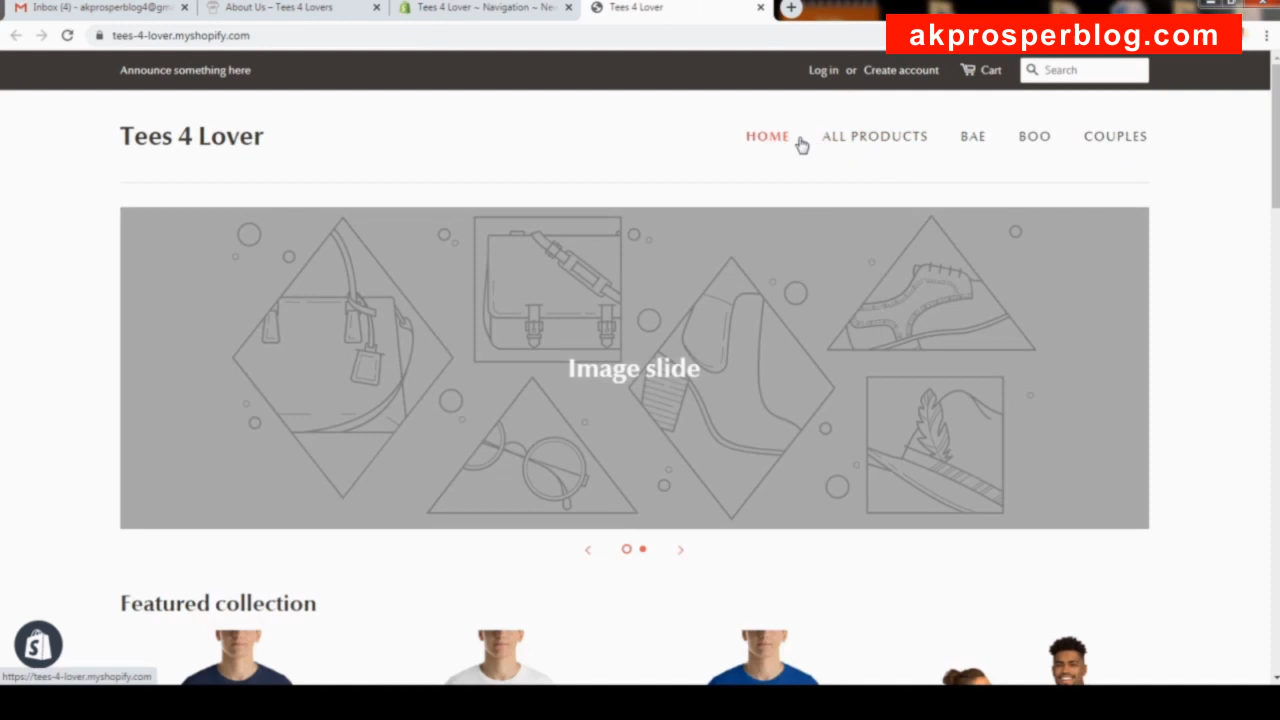 Inbox (4) - akprosperblog4@gm
About Us – Tees 4 Lovers
Tees 4 Lover ~ Navigation ~ Ne
Tees 4 Lover
tees-4-lover.myshopify.com
akprosperblog.com
Announce something here
Log in or Create account
Cart
Search
Tees 4 Lover
HOME
ALL PRODUCTS
BAE
BOO
COUPLES
Image slide
Featured collection
https://tees-4-lover.myshopify.com